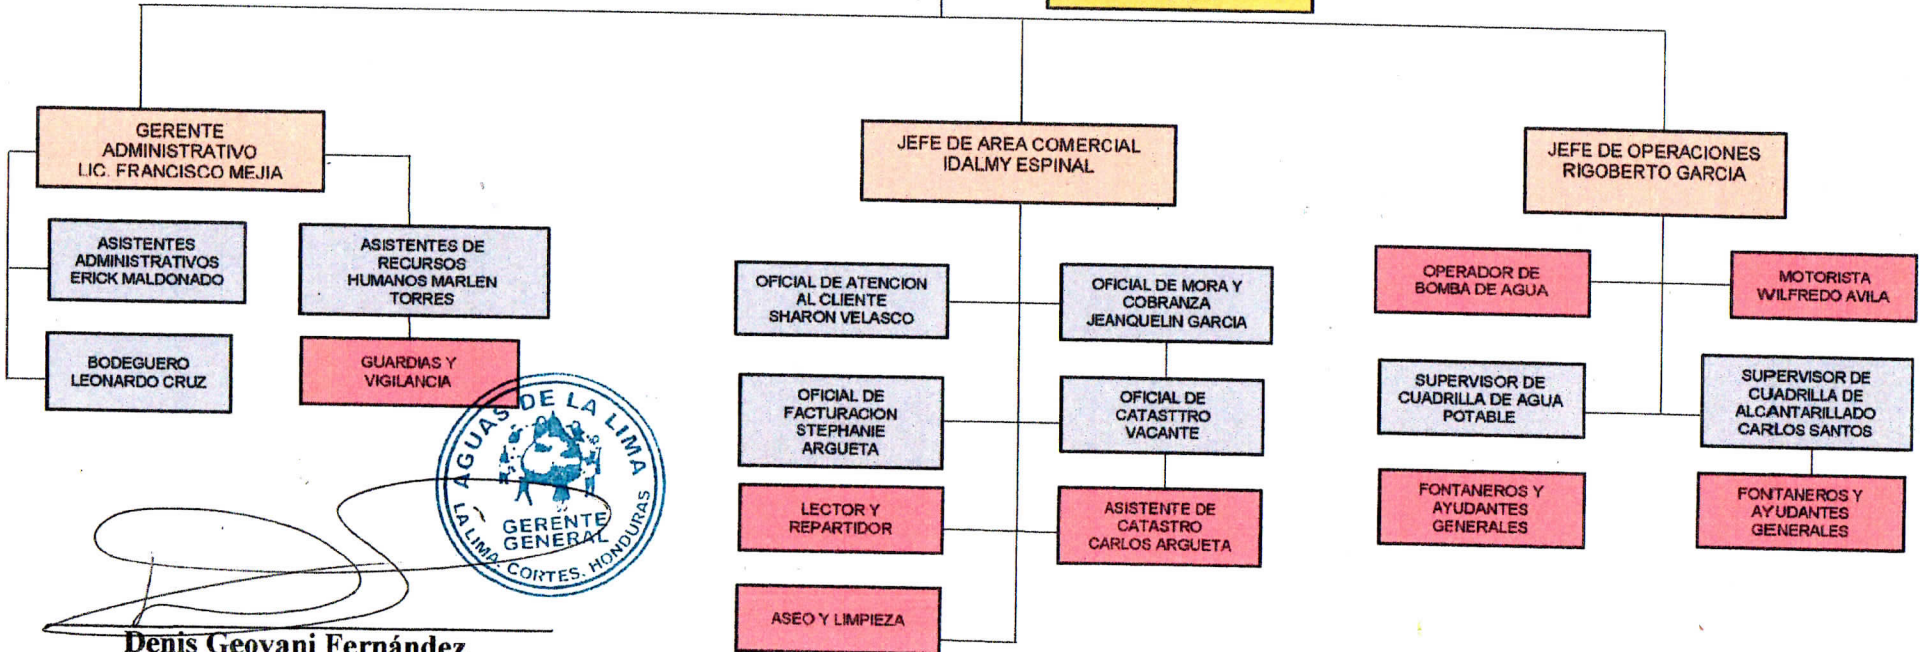 GERENTE
ADMINISTRATIVO
LIC. FRANCISCO MEJIA
ASISTENTES
ADMINISTRATIVOS
ERICK MALDONADO
BODEGUERO
LEONARDO CRUZ
ASISTENTES DE
RECURSOS
HUMANOS MARLEN
TORRES
GUARDIAS Y
VIGILANCIA
JEFE DE AREA COMERCIAL
IDALMY ESPINAL
OFICIAL DE ATENCION
AL CLIENTE
SHARON VELASCO
OFICIAL DE MORA Y
COBRANZA
JEANQUELIN GARCIA
OFICIAL DE
FACTURACION
STEPHANIE
ARGUETA
OFICIAL DE
CATASTTRO
VACANTE
LECTOR Y
REPARTIDOR
ASISTENTE DE
CATASTRO
CARLOS ARGUETA
ASEO Y LIMPIEZA
JEFE DE OPERACIONES
RIGOBERTO GARCIA
OPERADOR DE
BOMBA DE AGUA
MOTORISTA
WILFREDO AVILA
SUPERVISOR DE
CUADRILLA DE AGUA
POTABLE
SUPERVISOR DE
CUADRILLA DE
ALCANTARILLADO
CARLOS SANTOS
FONTANEROS Y
AYUDANTES
GENERALES
FONTANEROS Y
AYUDANTES
GENERALES
AGUAS DE LA LIMA
GERENTE
GENERAL
LA LIMA, CORTES, HONDURAS
Denis Geovani Fernández